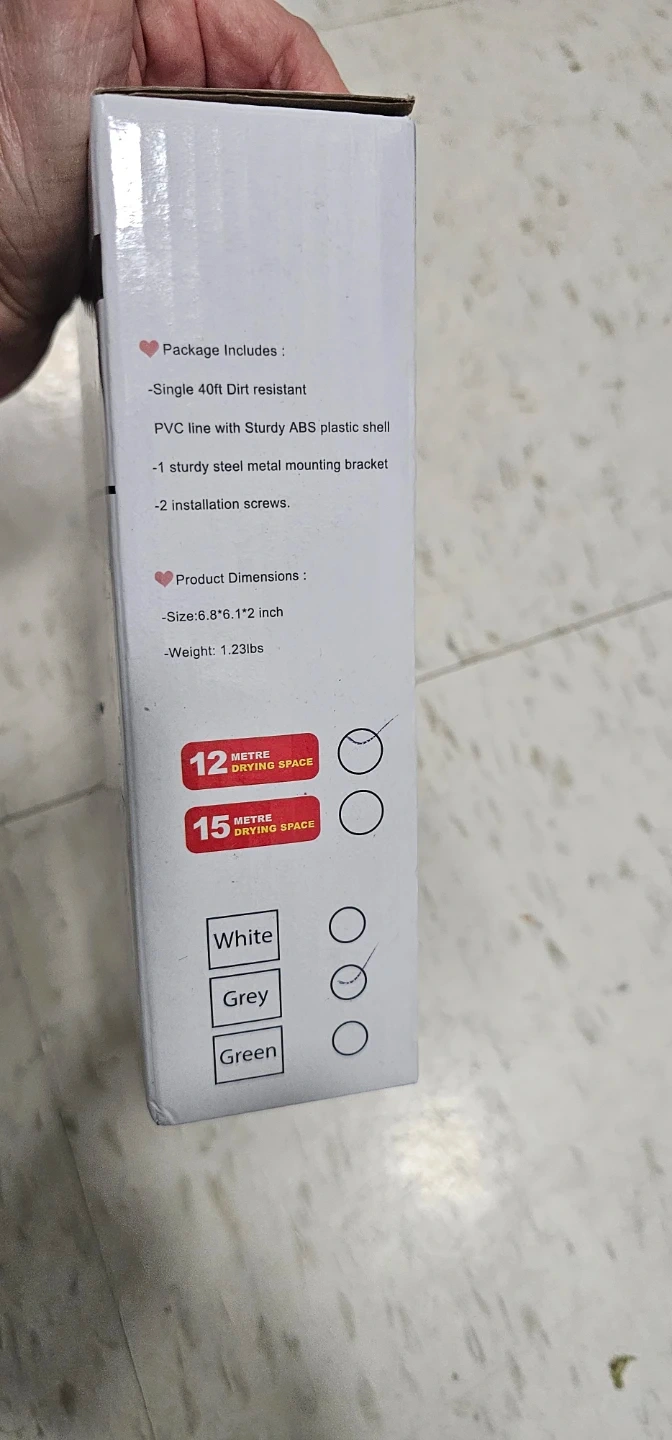 Package Includes :
-Single 40ft Dirt resistant
PVC line with Sturdy ABS plastic shell
-1 sturdy steel metal mounting bracket
-2 installation screws.
Product Dimensions :
-Size:6.8*6.1*2 inch
-Weight: 1.23lbs
12 METRE
DRYING SPACE
15 METRE
DRYING SPACE
White
Grey
Green